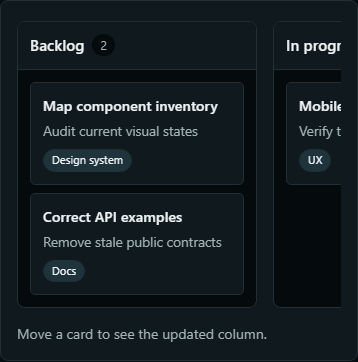 Backlog 2
Map component inventory
Audit current visual states
Design system
Correct API examples
Remove stale public contracts
Docs
In
Mobile
Verify
UX
Move a card to see the updated column.